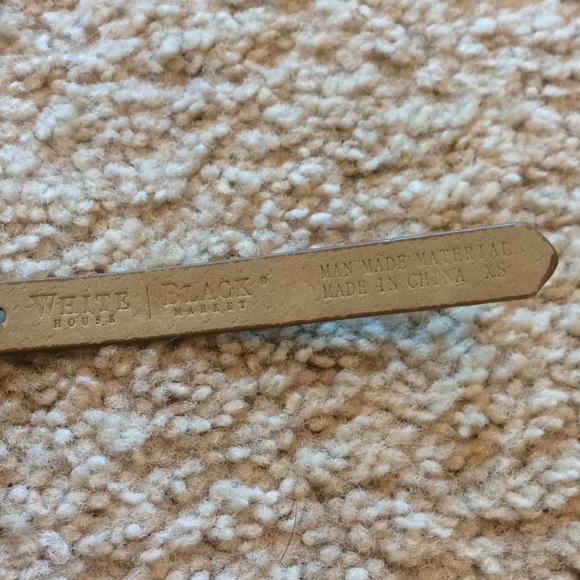 WHITE | BLACK®
HOUSE MARKET
MAN MADE MATERIAL
MADE IN CHINA XS